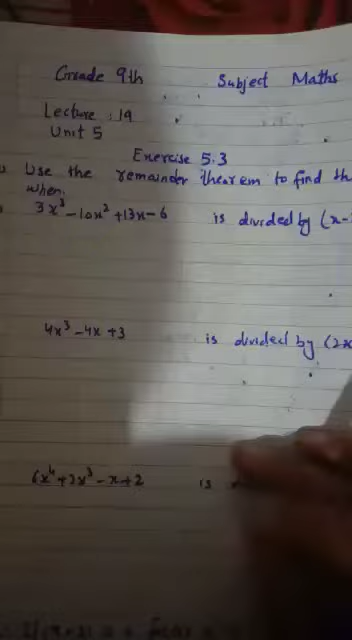 Grade 9th Subject Maths
Lecture : 19
Unit 5
Exercise 5.3
Use the remainder theorem to find
when.
3x³-10x²+13x-6 is divided by (x-
4x³-4x+3 is divided by (2x
6x⁴+2x³-x+2 is